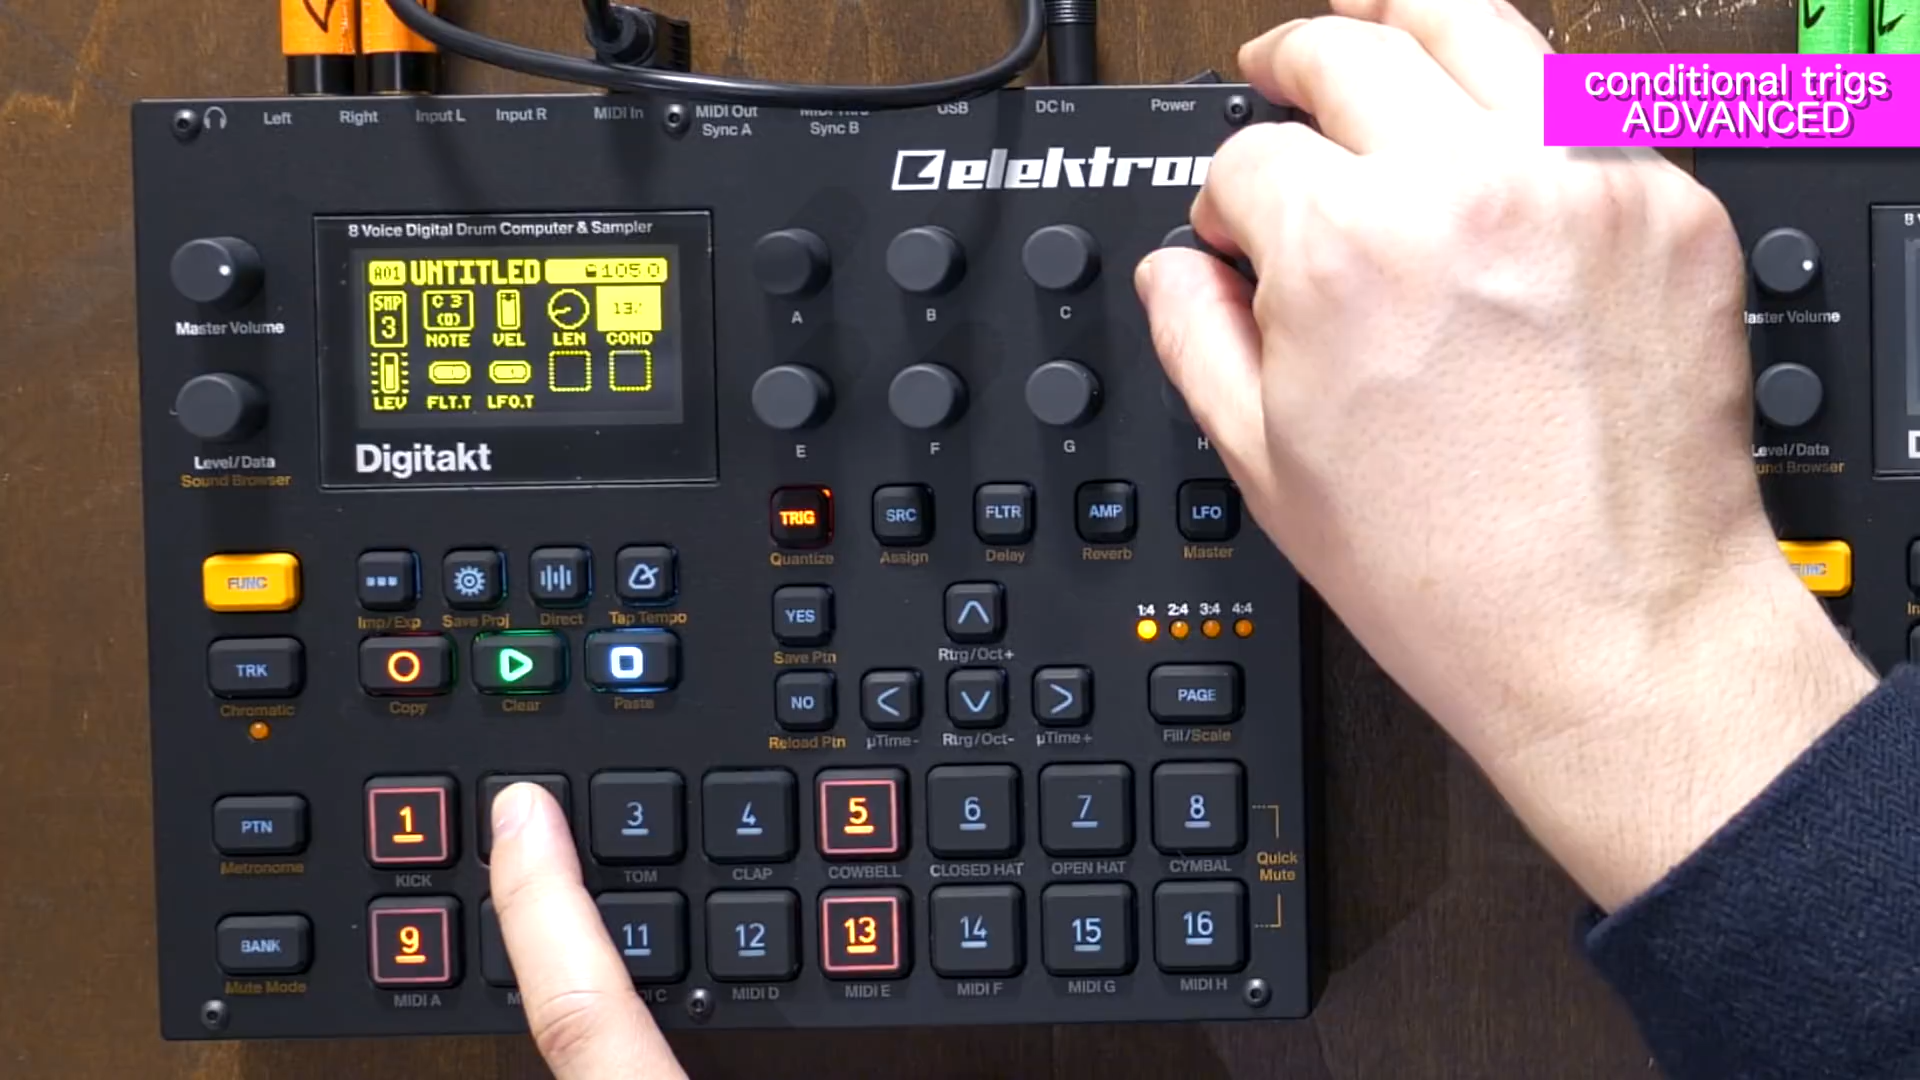 conditional trigs
ADVANCED
Left
Right
Input L
Input R
MIDI In
MIDI Out
Sync A
MIDI Thru
Sync B
USB
DC In
Power
elektron
8 Voice Digital Drum Computer & Sampler
A01 UNTITLED 105.0
SMP
3
C 3
(0)
NOTE
VEL
LEN
13%
COND
LEV
FLT.T
LFO.T
Digitakt
Master Volume
Level/Data
Sound Browser
A
B
C
E
F
G
H
TRIG
SRC
FLTR
AMP
LFO
Quantize
Assign
Delay
Reverb
Master
FUNC
Imp/Exp
Save Proj
Direct
Tap Tempo
YES
Save Ptn
Rtrg/Oct+
1:4
2:4
3:4
4:4
TRK
Chromatic
Copy
Clear
Paste
NO
Reload Ptn
µTime-
Rtrg/Oct-
µTime+
PAGE
Fill/Scale
PTN
Metronome
1
3
4
5
6
7
8
KICK
TOM
CLAP
COWBELL
CLOSED HAT
OPEN HAT
CYMBAL
Quick
Mute
BANK
Mute Mode
9
11
12
13
14
15
16
MIDI A
MIDI D
MIDI E
MIDI F
MIDI G
MIDI H